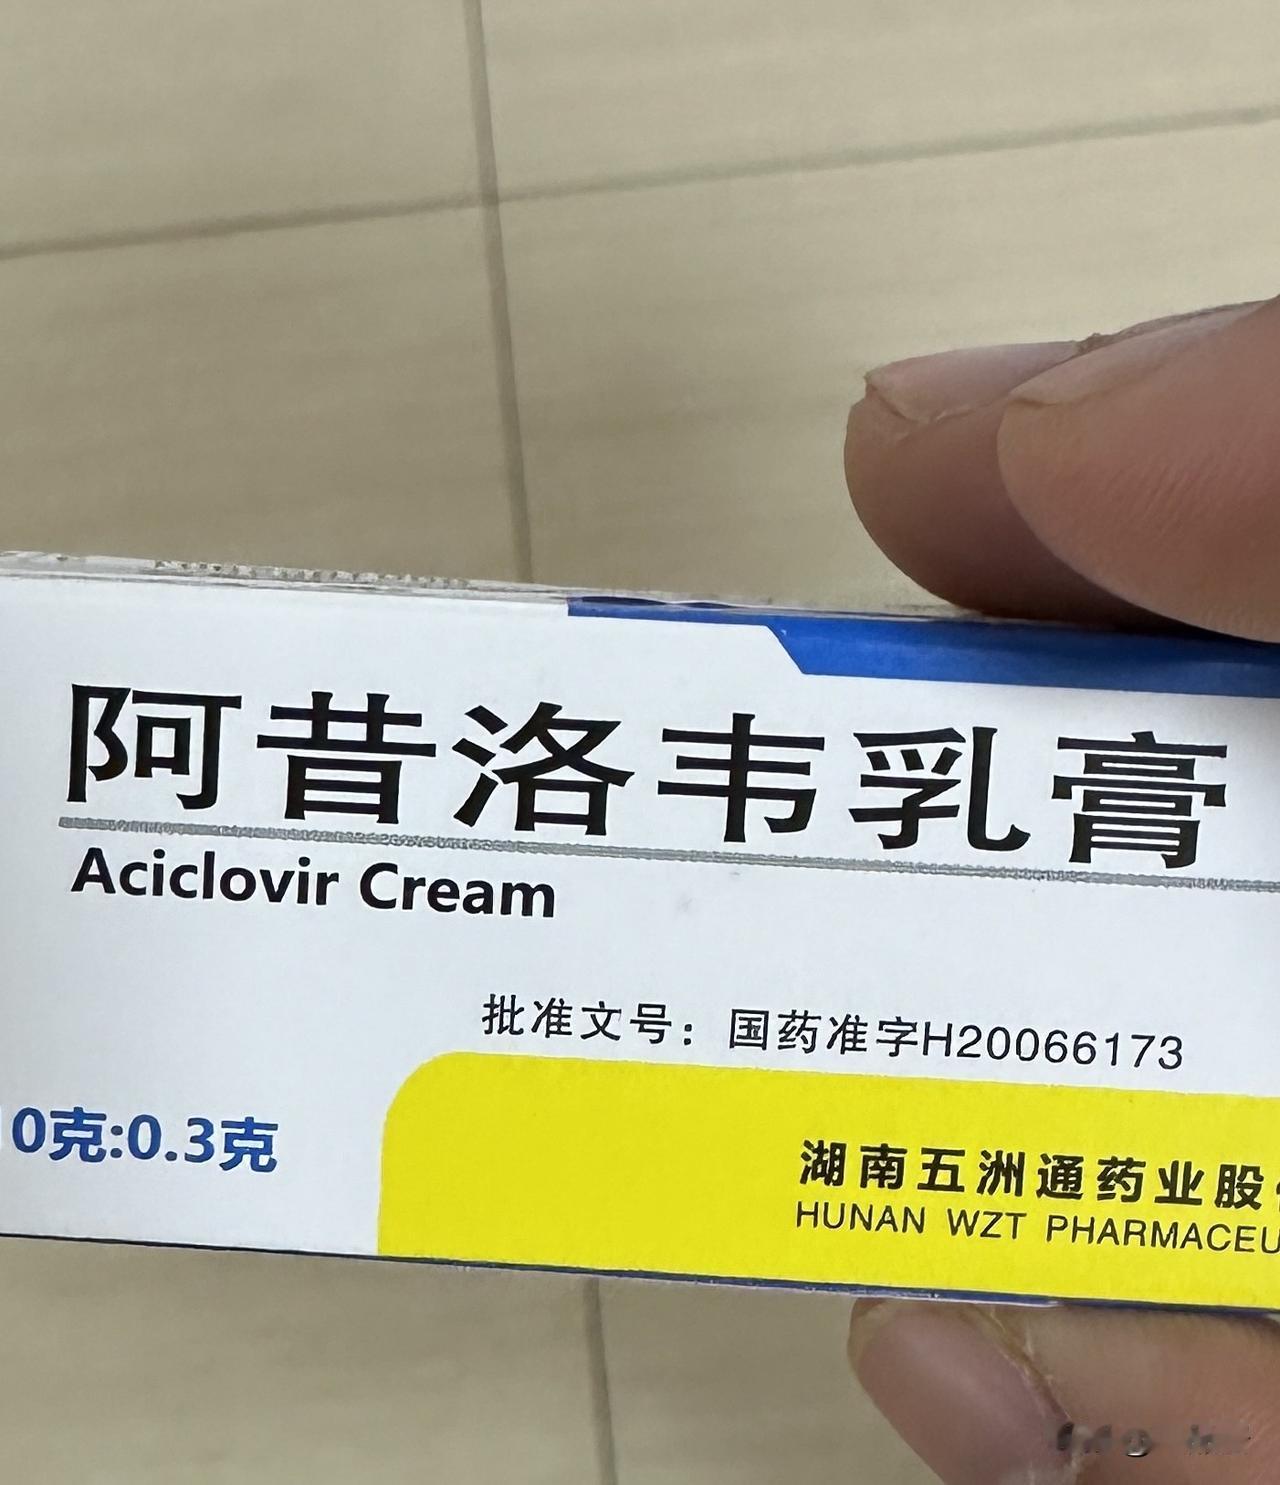 阿昔洛韦乳膏
Aciclovir Cream
批准文号：国药准字H20066173
10克:0.3克
湖南五洲通药业股
HUNAN WZT PHARMACEU